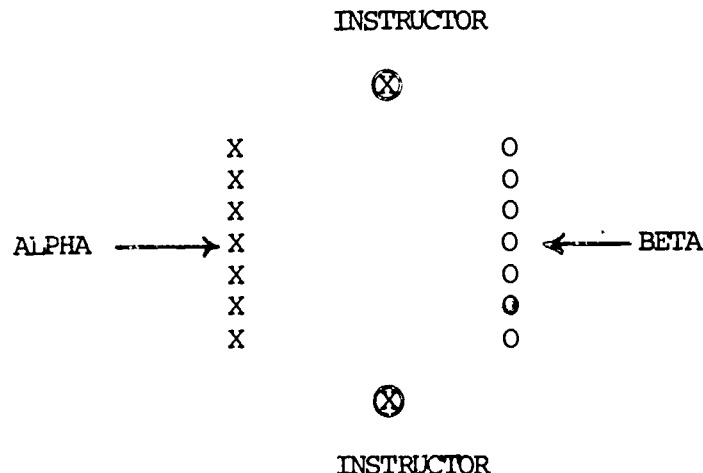 INSTRUCTOR
Ⓧ
X O
X O
X O
ALPHA → X O ← BETA
X O
X O
X O
Ⓧ
INSTRUCTOR